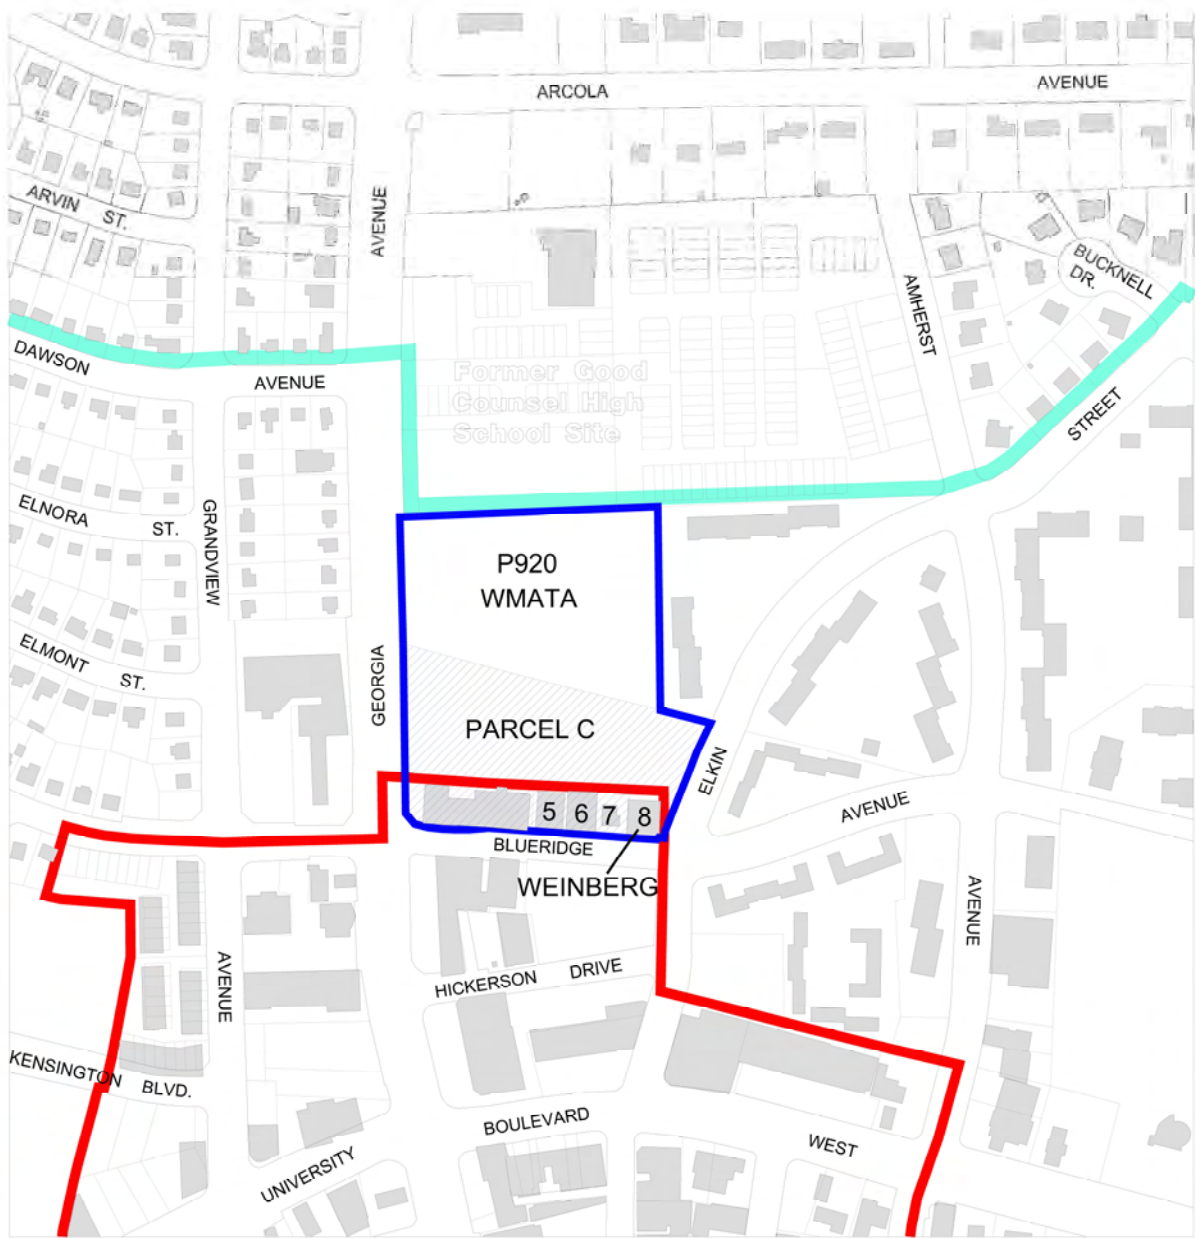 ARCOLA
AVENUE
ARVIN ST.
AVENUE
BUCKNELL
DR.
AMHERST
DAWSON
AVENUE
Former Good
Counsel High
School Site
STREET
ELNORA ST.
GRANDVIEW
P920
WMATA
ELMONT ST.
GEORGIA
PARCEL C
ELKIN
5 6 7 8
AVENUE
BLUERIDGE
WEINBERG
AVENUE
AVENUE
HICKERSON DRIVE
KENSINGTON BLVD.
BOULEVARD
WEST
UNIVERSITY